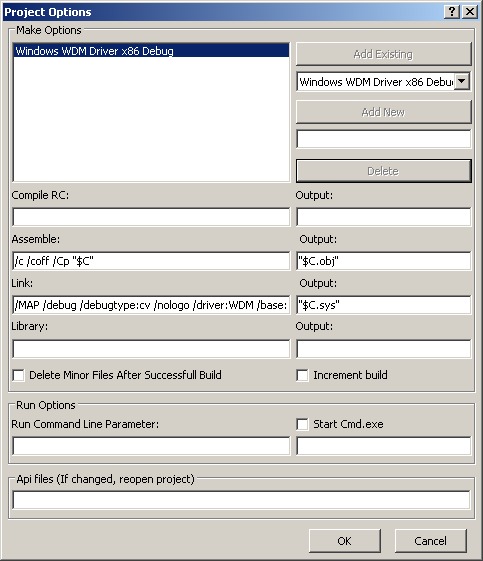 Project Options
Make Options
Windows WDM Driver x86 Debug
Add Existing
Windows WDM Driver x86 Debu
Add New
Delete
Compile RC:
Output:
Assemble:
Output:
/c /coff /Cp "$C"
"$C.obj"
Link:
Output:
/MAP /debug /debugtype:cv /nologo /driver:WDM /base:
"$C.sys"
Library:
Output:
Delete Minor Files After Successfull Build
Increment build
Run Options
Run Command Line Parameter:
Start Cmd.exe
Api files (If changed, reopen project)
OK
Cancel